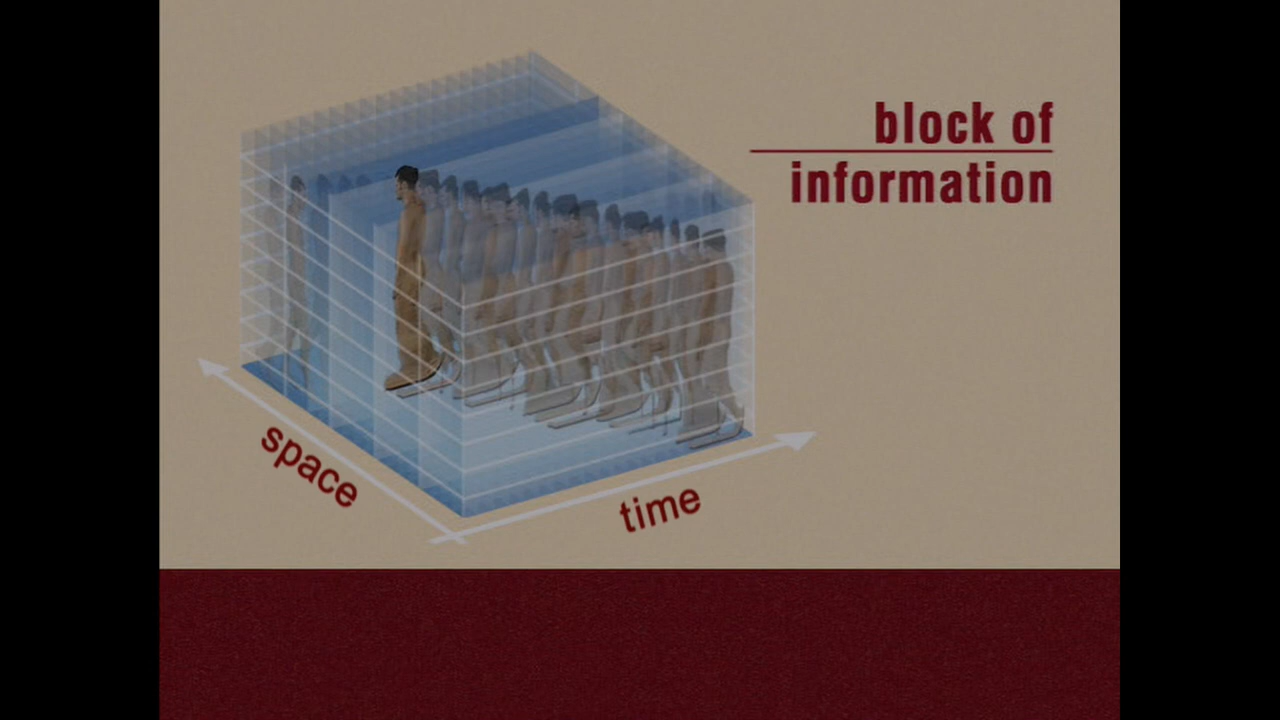 block of
information
space
time